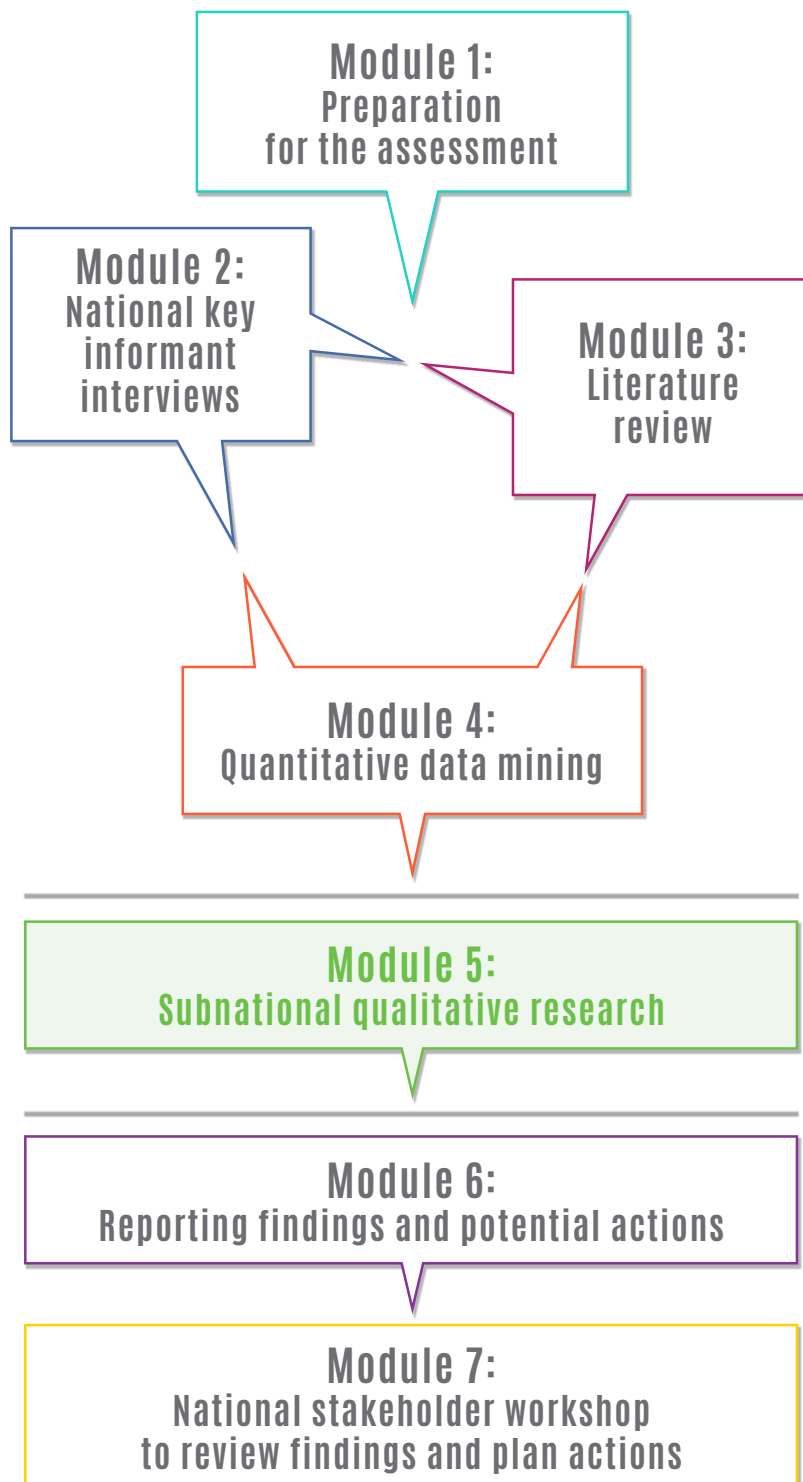 Module 1:
Preparation
for the assessment
Module 2:
National key
informant
interviews
Module 3:
Literature
review
Module 4:
Quantitative data mining
Module 5:
Subnational qualitative research
Module 6:
Reporting findings and potential actions
Module 7:
National stakeholder workshop
to review findings and plan actions